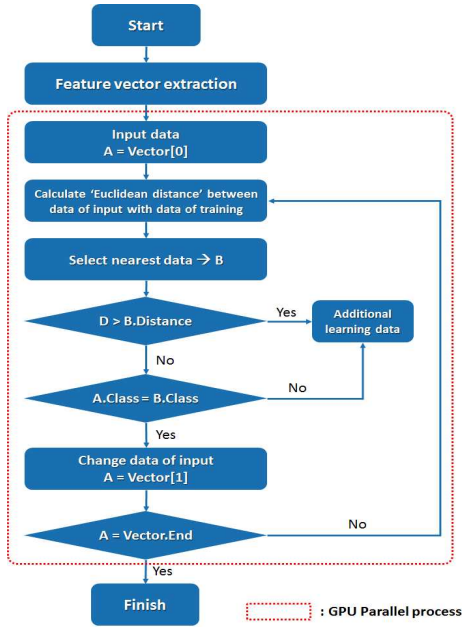 Start
Feature vector extraction
Input data
A = Vector[0]
Calculate 'Euclidean distance' between
data of input with data of training
Select nearest data → B
D > B.Distance
Yes
Additional
learning data
No
A.Class = B.Class
No
Yes
Change data of input
A = Vector[1]
A = Vector.End
No
Yes
Finish
: GPU Parallel process